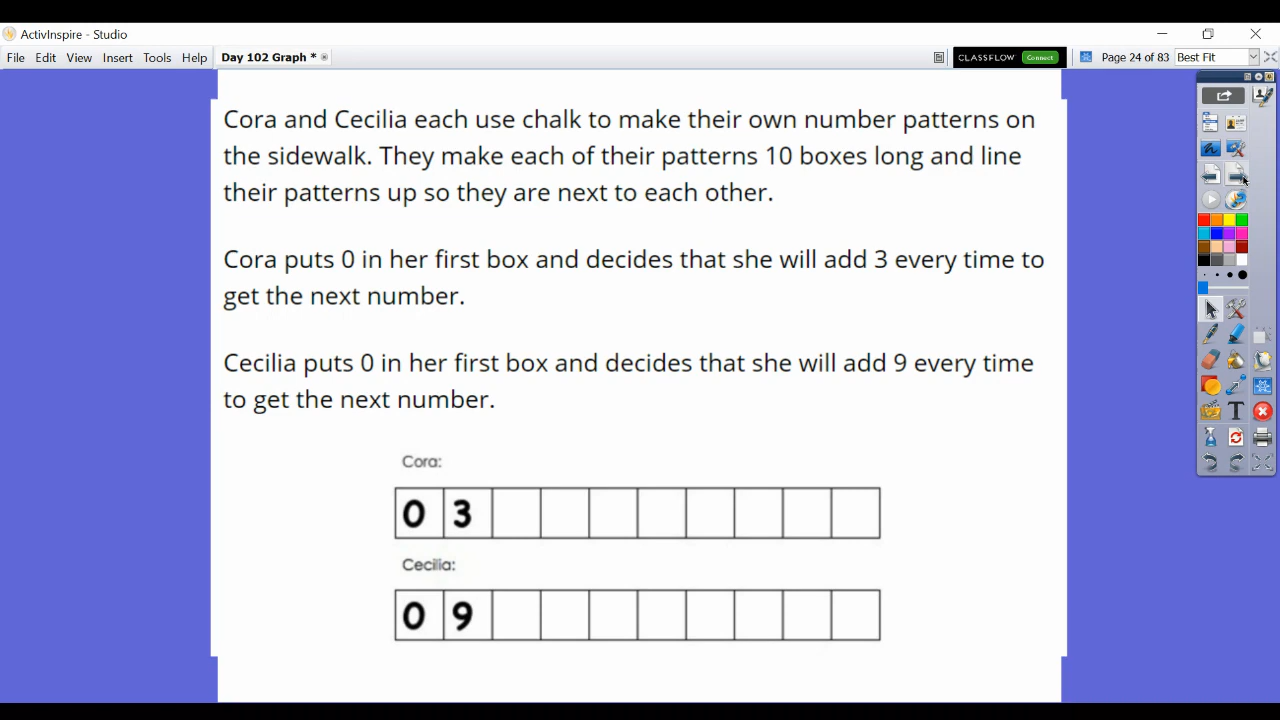 ActivInspire - Studio
File Edit View Insert Tools Help Day 102 Graph * CLASSFLOW Connect Page 24 of 83 Best Fit
Cora and Cecilia each use chalk to make their own number patterns on
the sidewalk. They make each of their patterns 10 boxes long and line
their patterns up so they are next to each other.
Cora puts 0 in her first box and decides that she will add 3 every time to
get the next number.
Cecilia puts 0 in her first box and decides that she will add 9 every time
to get the next number.
Cora:
0 3
Cecilia:
0 9